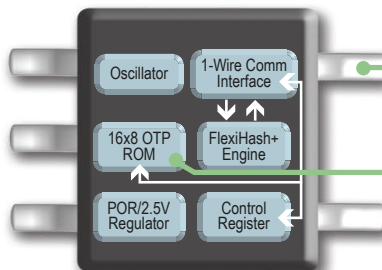 Oscillator
1-Wire Comm
Interface
16x8 OTP
ROM
FlexiHash+
Engine
POR/2.5V
Regulator
Control
Register